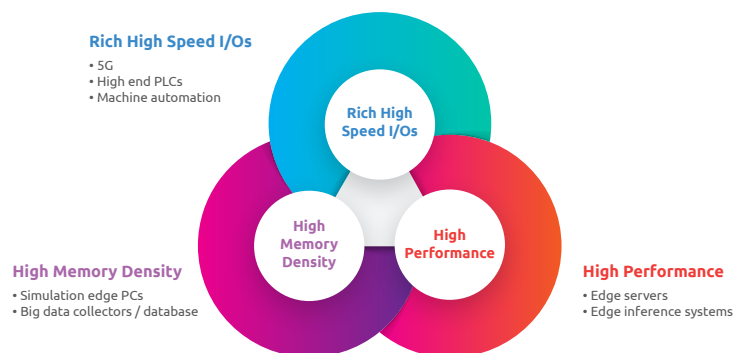 Rich High Speed I/Os
• 5G
• High end PLCs
• Machine automation
Rich High
Speed I/Os
High
Memory
Density
High
Performance
High Memory Density
• Simulation edge PCs
• Big data collectors / database
High Performance
• Edge servers
• Edge inference systems